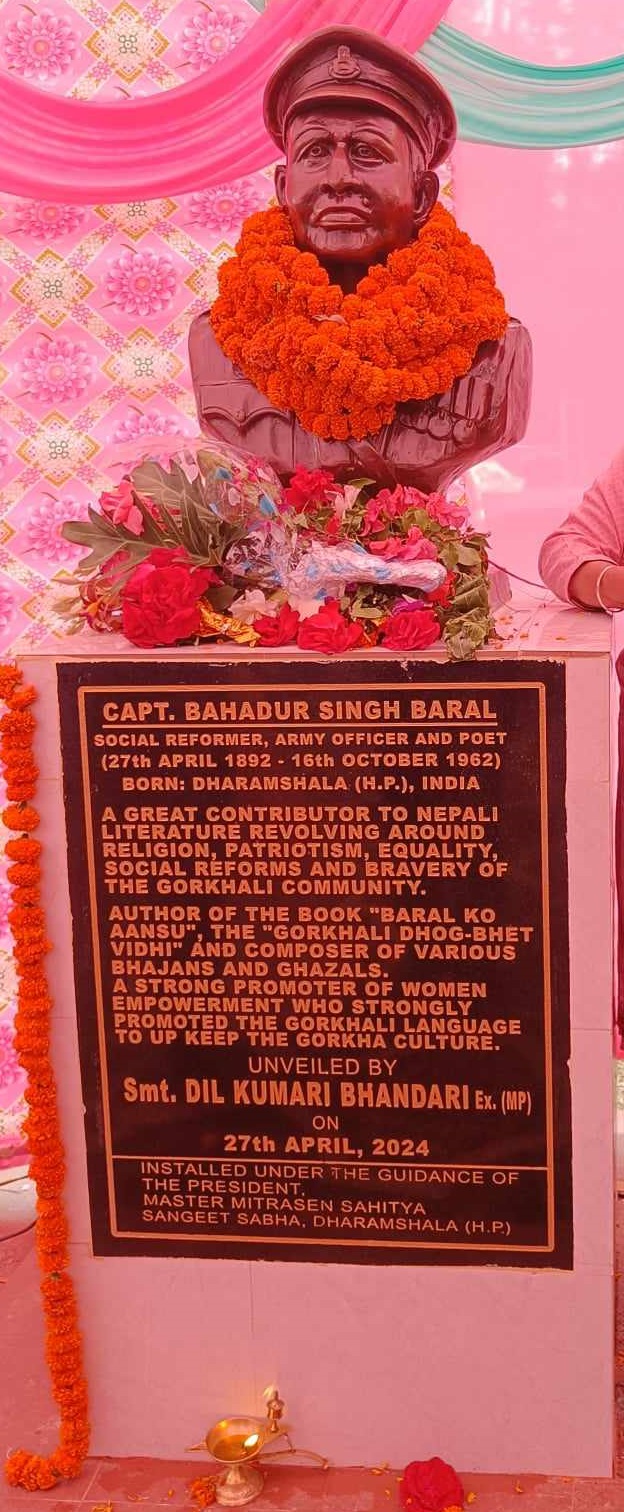 CAPT. BAHADUR SINGH BARAL
SOCIAL REFORMER, ARMY OFFICER AND POET
(27th APRIL 1892 - 16th OCTOBER 1962)
BORN: DHARAMSHALA (H.P.), INDIA
A GREAT CONTRIBUTOR TO NEPALI
LITERATURE REVOLVING AROUND
RELIGION, PATRIOTISM, EQUALITY,
SOCIAL REFORMS AND BRAVERY OF
THE GORKHALI COMMUNITY.
AUTHOR OF THE BOOK "BARAL KO
AANSU", THE "GORKHALI DHOG-BHET
VIDHI" AND COMPOSER OF VARIOUS
BHAJANS AND GHAZALS.
A STRONG PROMOTER OF WOMEN
EMPOWERMENT WHO STRONGLY
PROMOTED THE GORKHALI LANGUAGE
TO UP KEEP THE GORKHA CULTURE.
UNVEILED BY
Smt. DIL KUMARI BHANDARI Ex. (MP)
ON
27th APRIL, 2024
INSTALLED UNDER THE GUIDANCE OF
THE PRESIDENT,
MASTER MITRASEN SAHITYA
SANGEET SABHA, DHARAMSHALA (H.P.)